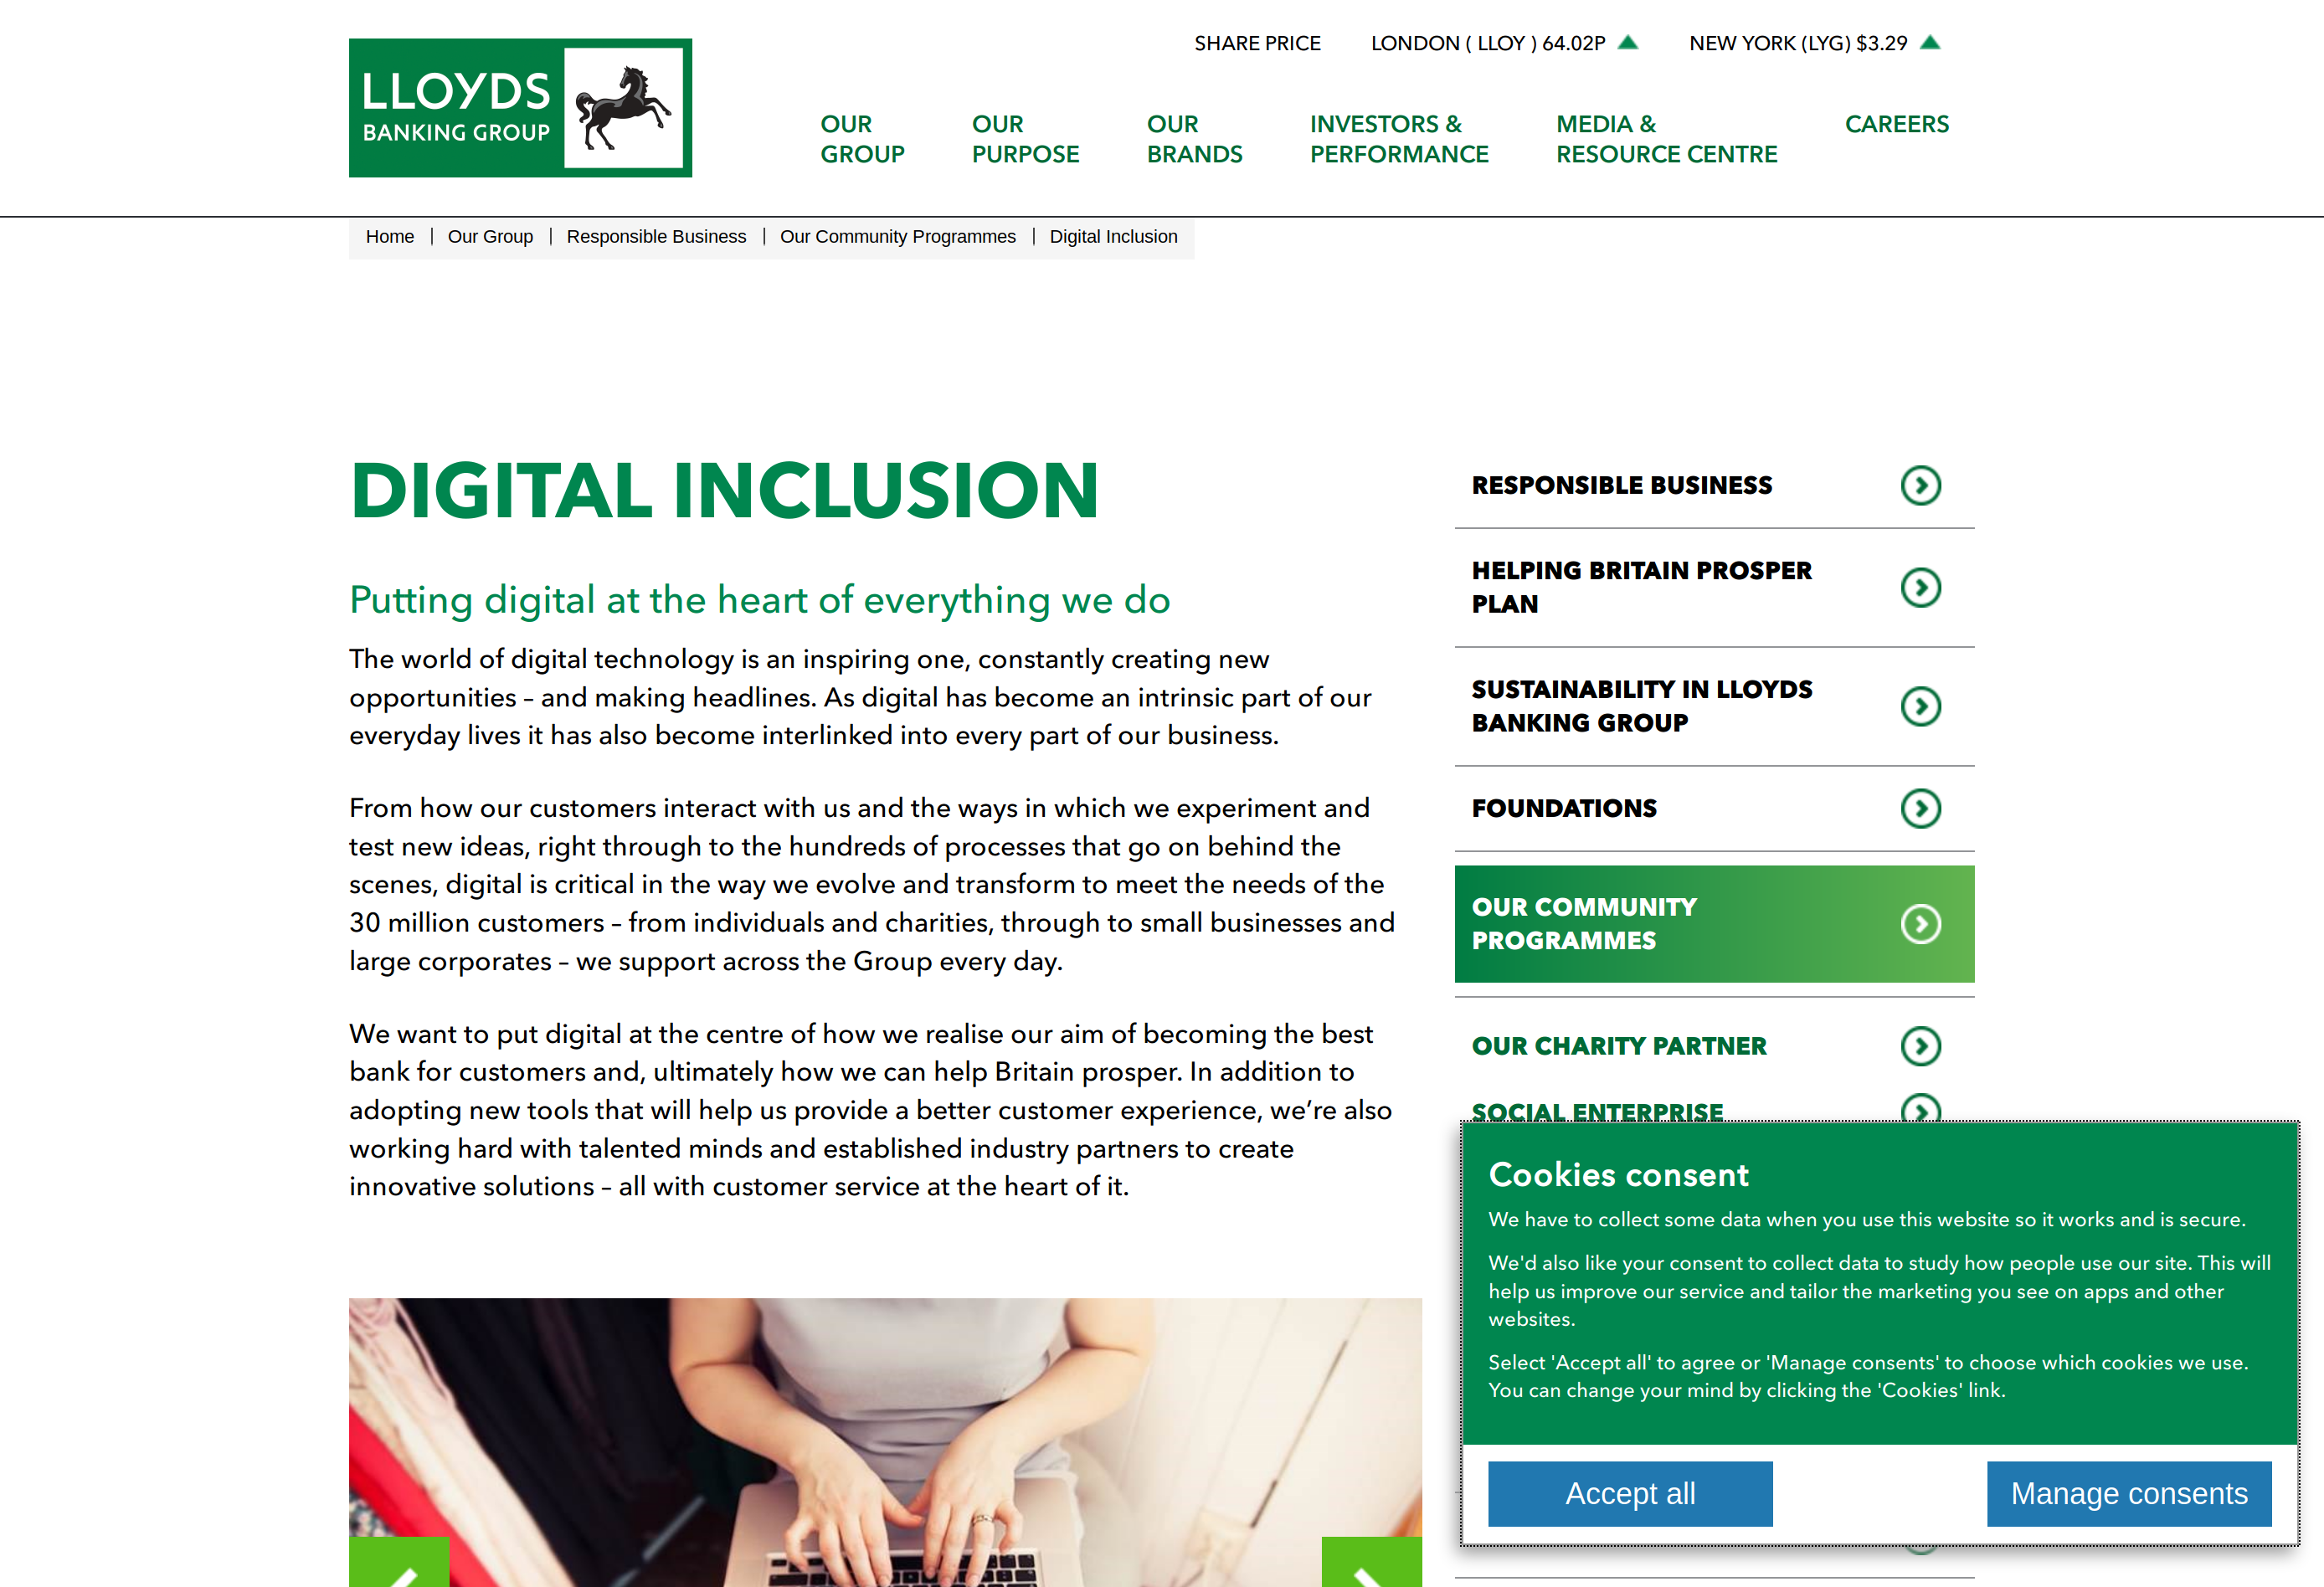 LLOYDS
BANKING GROUP
SHARE PRICE
LONDON ( LLOY ) 64.02P
NEW YORK (LYG) $3.29
OUR
GROUP
OUR
PURPOSE
OUR
BRANDS
INVESTORS &
PERFORMANCE
MEDIA &
RESOURCE CENTRE
CAREERS
Home | Our Group | Responsible Business | Our Community Programmes | Digital Inclusion
DIGITAL INCLUSION
Putting digital at the heart of everything we do
The world of digital technology is an inspiring one, constantly creating new
opportunities – and making headlines. As digital has become an intrinsic part of our
everyday lives it has also become interlinked into every part of our business.
From how our customers interact with us and the ways in which we experiment and
test new ideas, right through to the hundreds of processes that go on behind the
scenes, digital is critical in the way we evolve and transform to meet the needs of the
30 million customers – from individuals and charities, through to small businesses and
large corporates – we support across the Group every day.
We want to put digital at the centre of how we realise our aim of becoming the best
bank for customers and, ultimately how we can help Britain prosper. In addition to
adopting new tools that will help us provide a better customer experience, we’re also
working hard with talented minds and established industry partners to create
innovative solutions – all with customer service at the heart of it.
RESPONSIBLE BUSINESS
HELPING BRITAIN PROSPER
PLAN
SUSTAINABILITY IN LLOYDS
BANKING GROUP
FOUNDATIONS
OUR COMMUNITY
PROGRAMMES
OUR CHARITY PARTNER
SOCIAL ENTERPRISE
Cookies consent
We have to collect some data when you use this website so it works and is secure.
We'd also like your consent to collect data to study how people use our site. This will
help us improve our service and tailor the marketing you see on apps and other
websites.
Select 'Accept all' to agree or 'Manage consents' to choose which cookies we use.
You can change your mind by clicking the 'Cookies' link.
Accept all
Manage consents